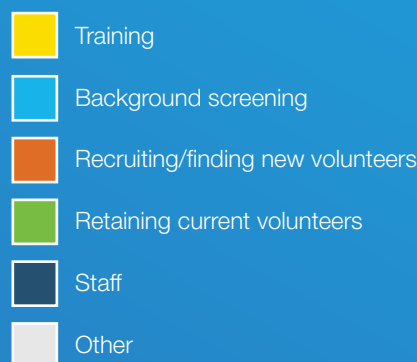 Training
Background screening
Recruiting/finding new volunteers
Retaining current volunteers
Staff
Other